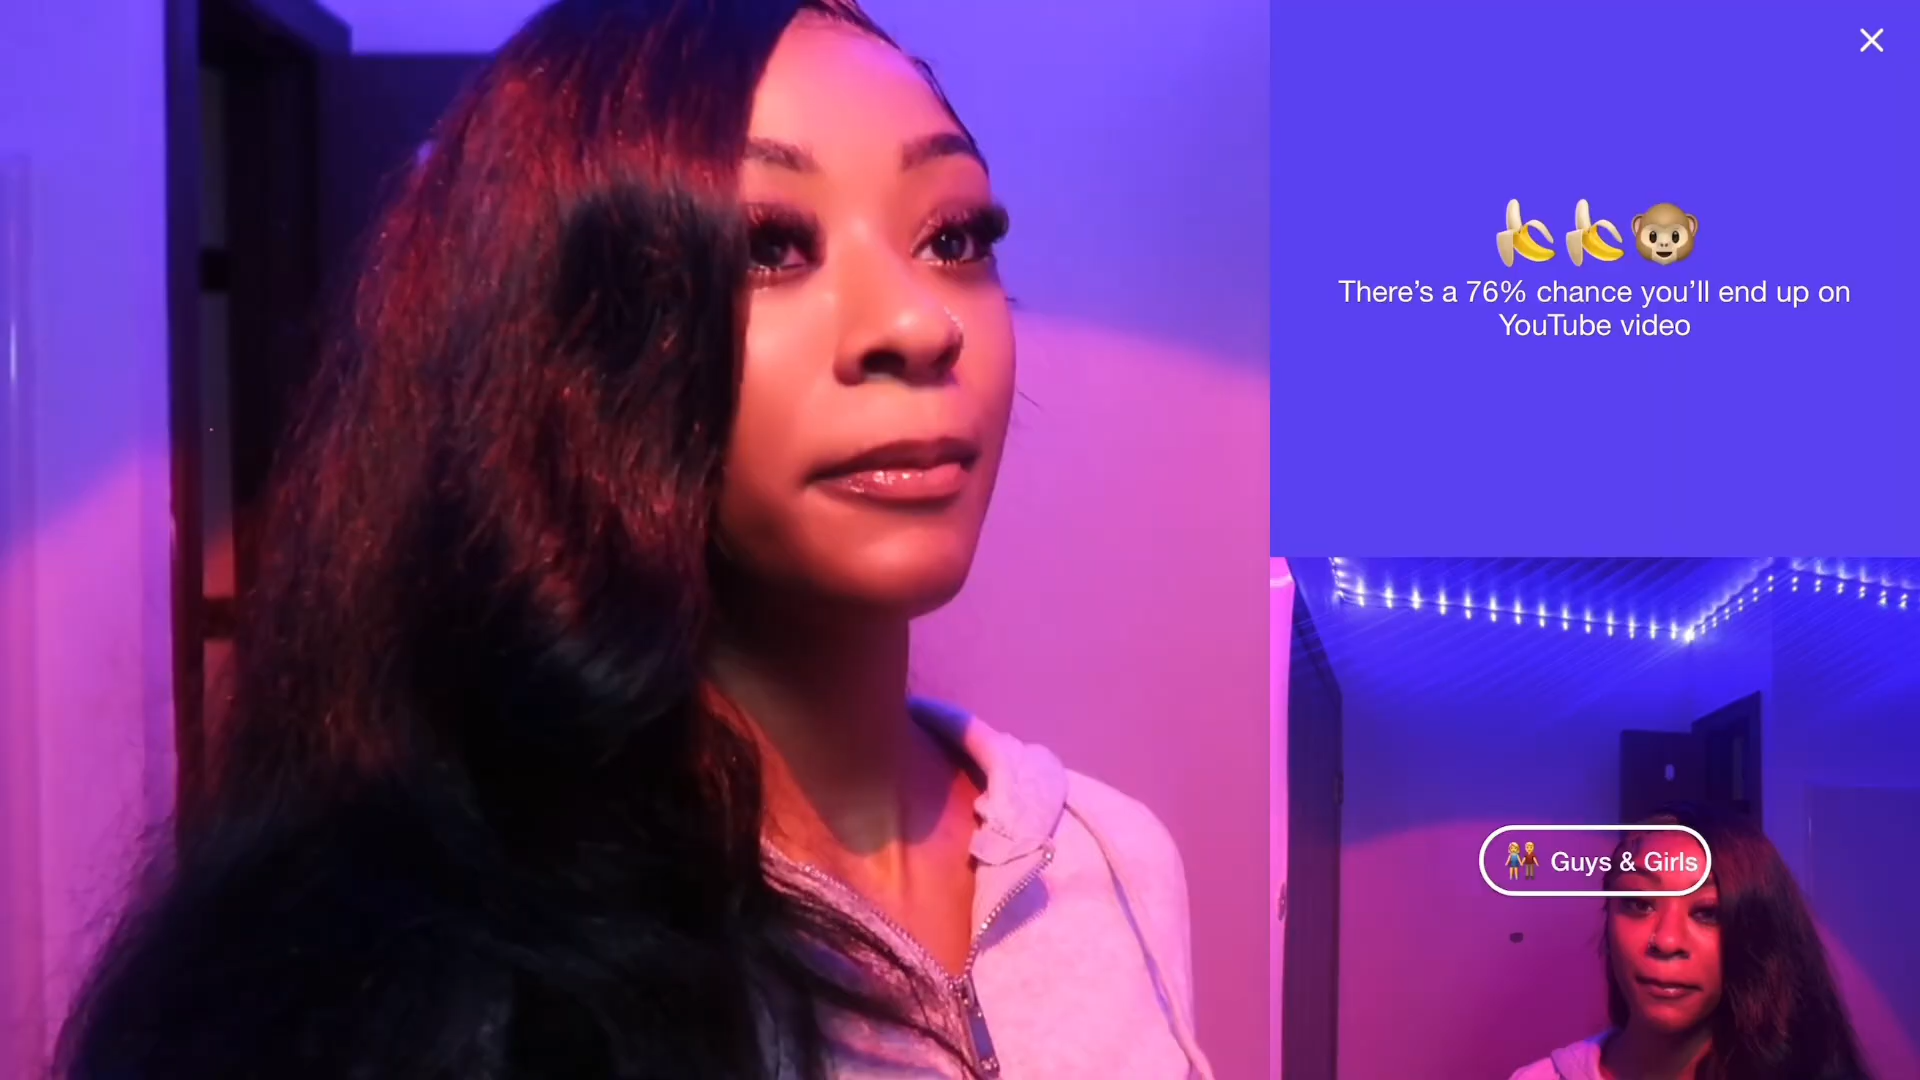 There’s a 76% chance you’ll end up on
YouTube video
Guys & Girls